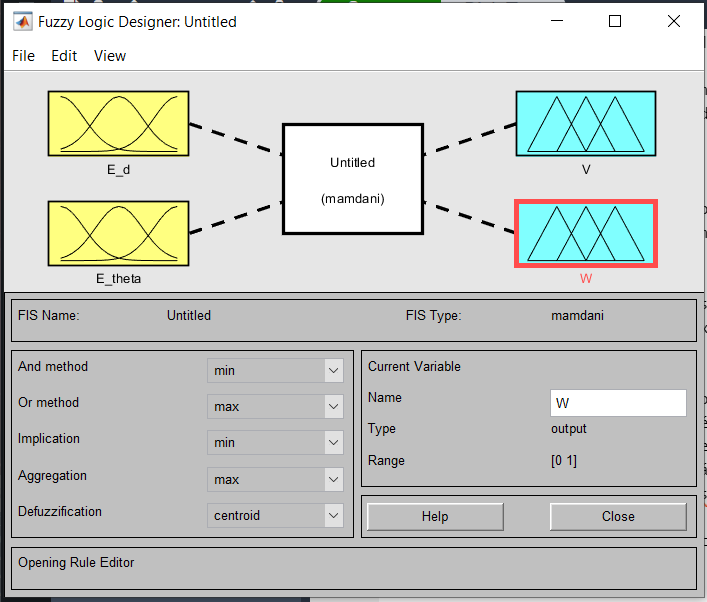 Fuzzy Logic Designer: Untitled
File Edit View
E_d
E_theta
Untitled
(mamdani)
V
W
FIS Name: Untitled FIS Type: mamdani
And method min
Or method max
Implication min
Aggregation max
Defuzzification centroid
Current Variable
Name W
Type output
Range [0 1]
Help Close
Opening Rule Editor